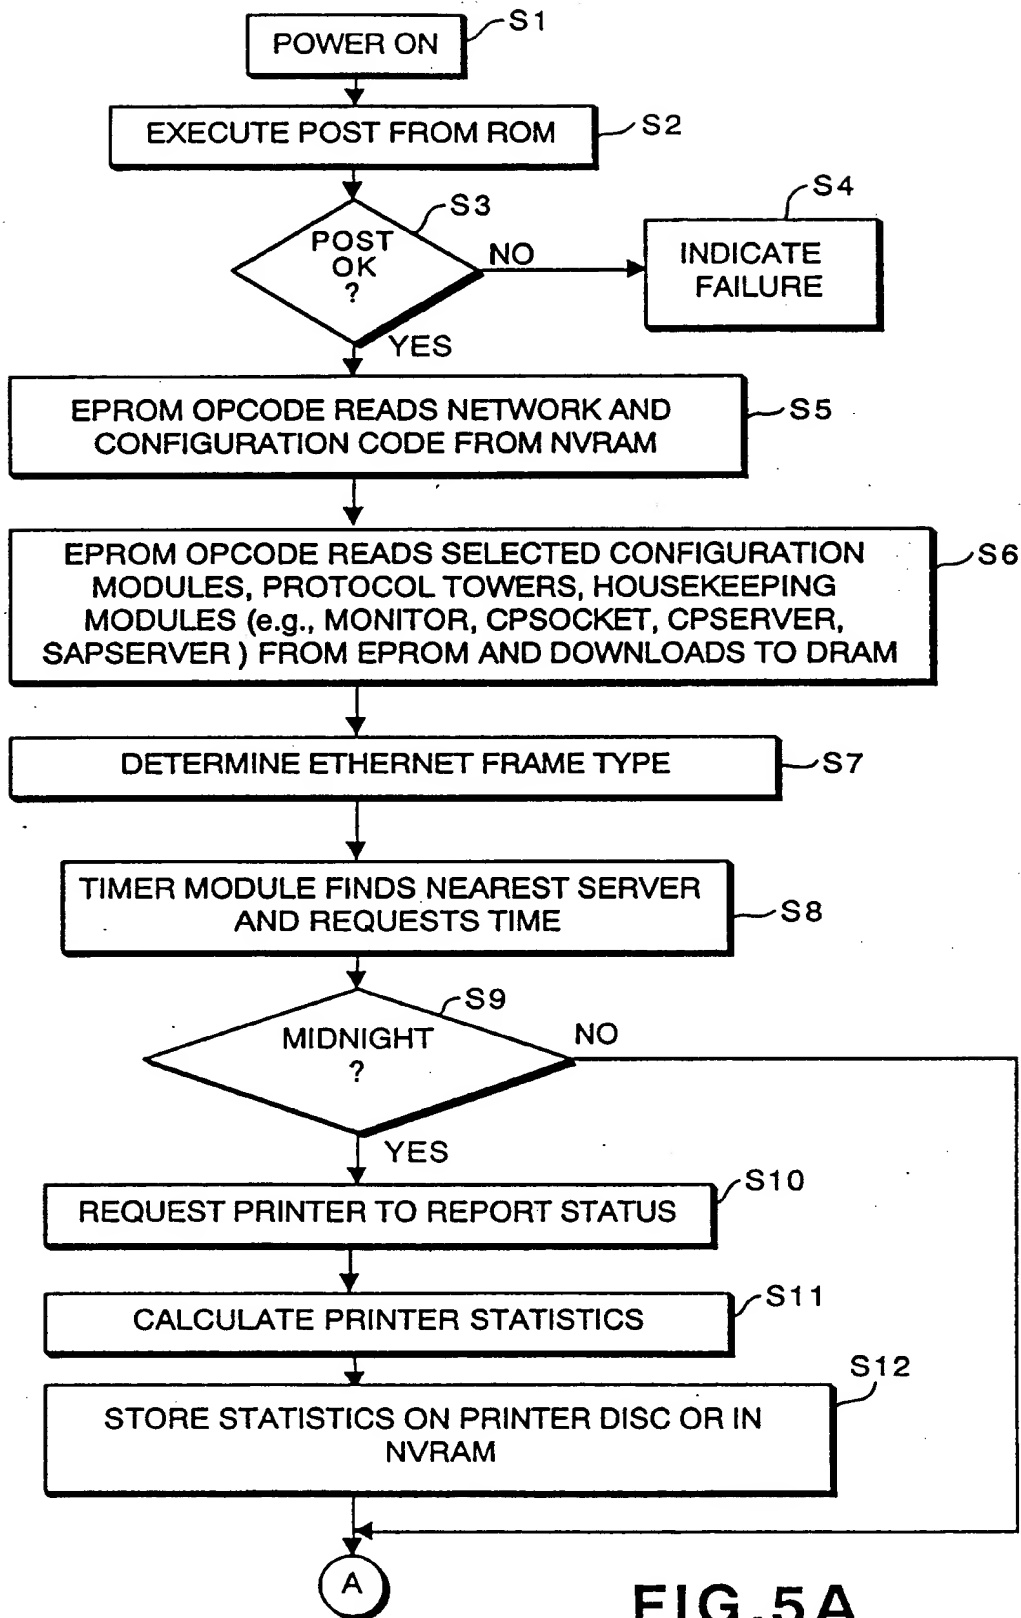 S1
POWER ON
EXECUTE POST FROM ROM
S2
S3
POST
OK
?
NO
S4
INDICATE
FAILURE
YES
EPROM OPCODE READS NETWORK AND
CONFIGURATION CODE FROM NVRAM
S5
EPROM OPCODE READS SELECTED CONFIGURATION
MODULES, PROTOCOL TOWERS, HOUSEKEEPING
MODULES (e.g., MONITOR, CPSOCKET, CPSERVER,
SAPSERVER ) FROM EPROM AND DOWNLOADS TO DRAM
S6
DETERMINE ETHERNET FRAME TYPE
S7
TIMER MODULE FINDS NEAREST SERVER
AND REQUESTS TIME
S8
S9
MIDNIGHT
?
NO
YES
REQUEST PRINTER TO REPORT STATUS
S10
CALCULATE PRINTER STATISTICS
S11
S12
STORE STATISTICS ON PRINTER DISC OR IN
NVRAM
A
FIG.5A